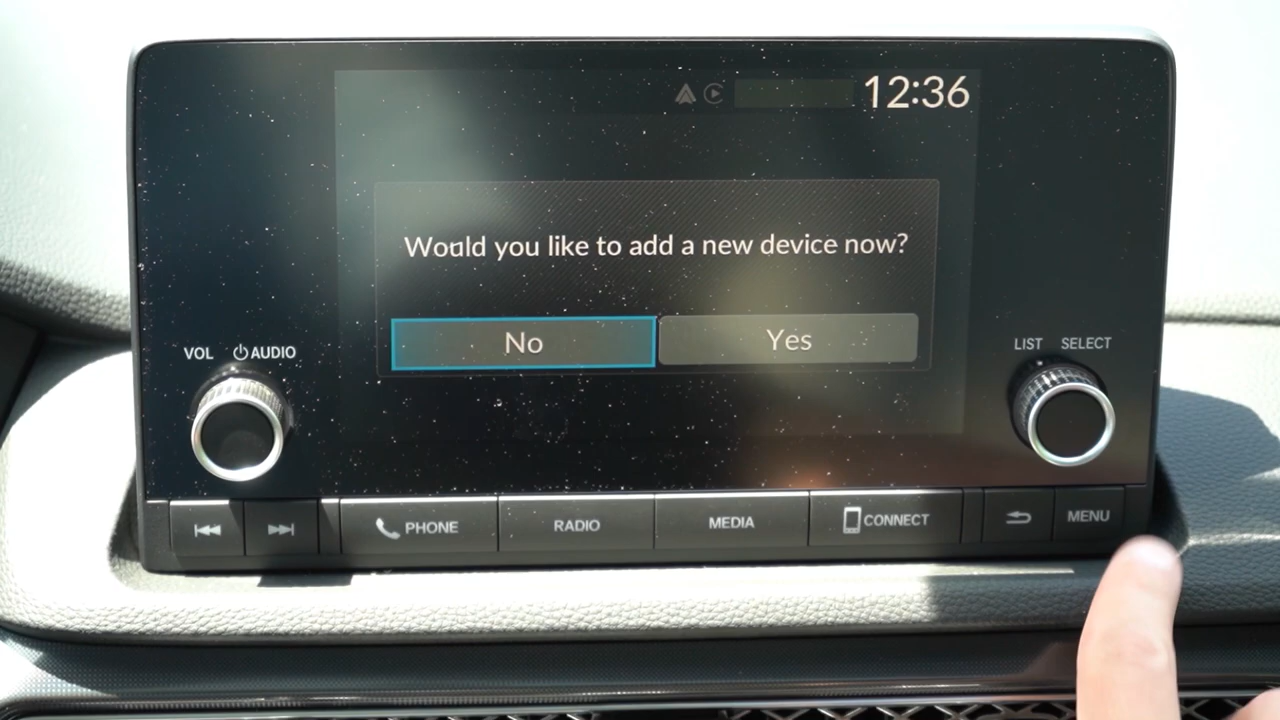 12:36
Would you like to add a new device now?
No Yes
VOL AUDIO
LIST SELECT
PHONE RADIO MEDIA CONNECT MENU